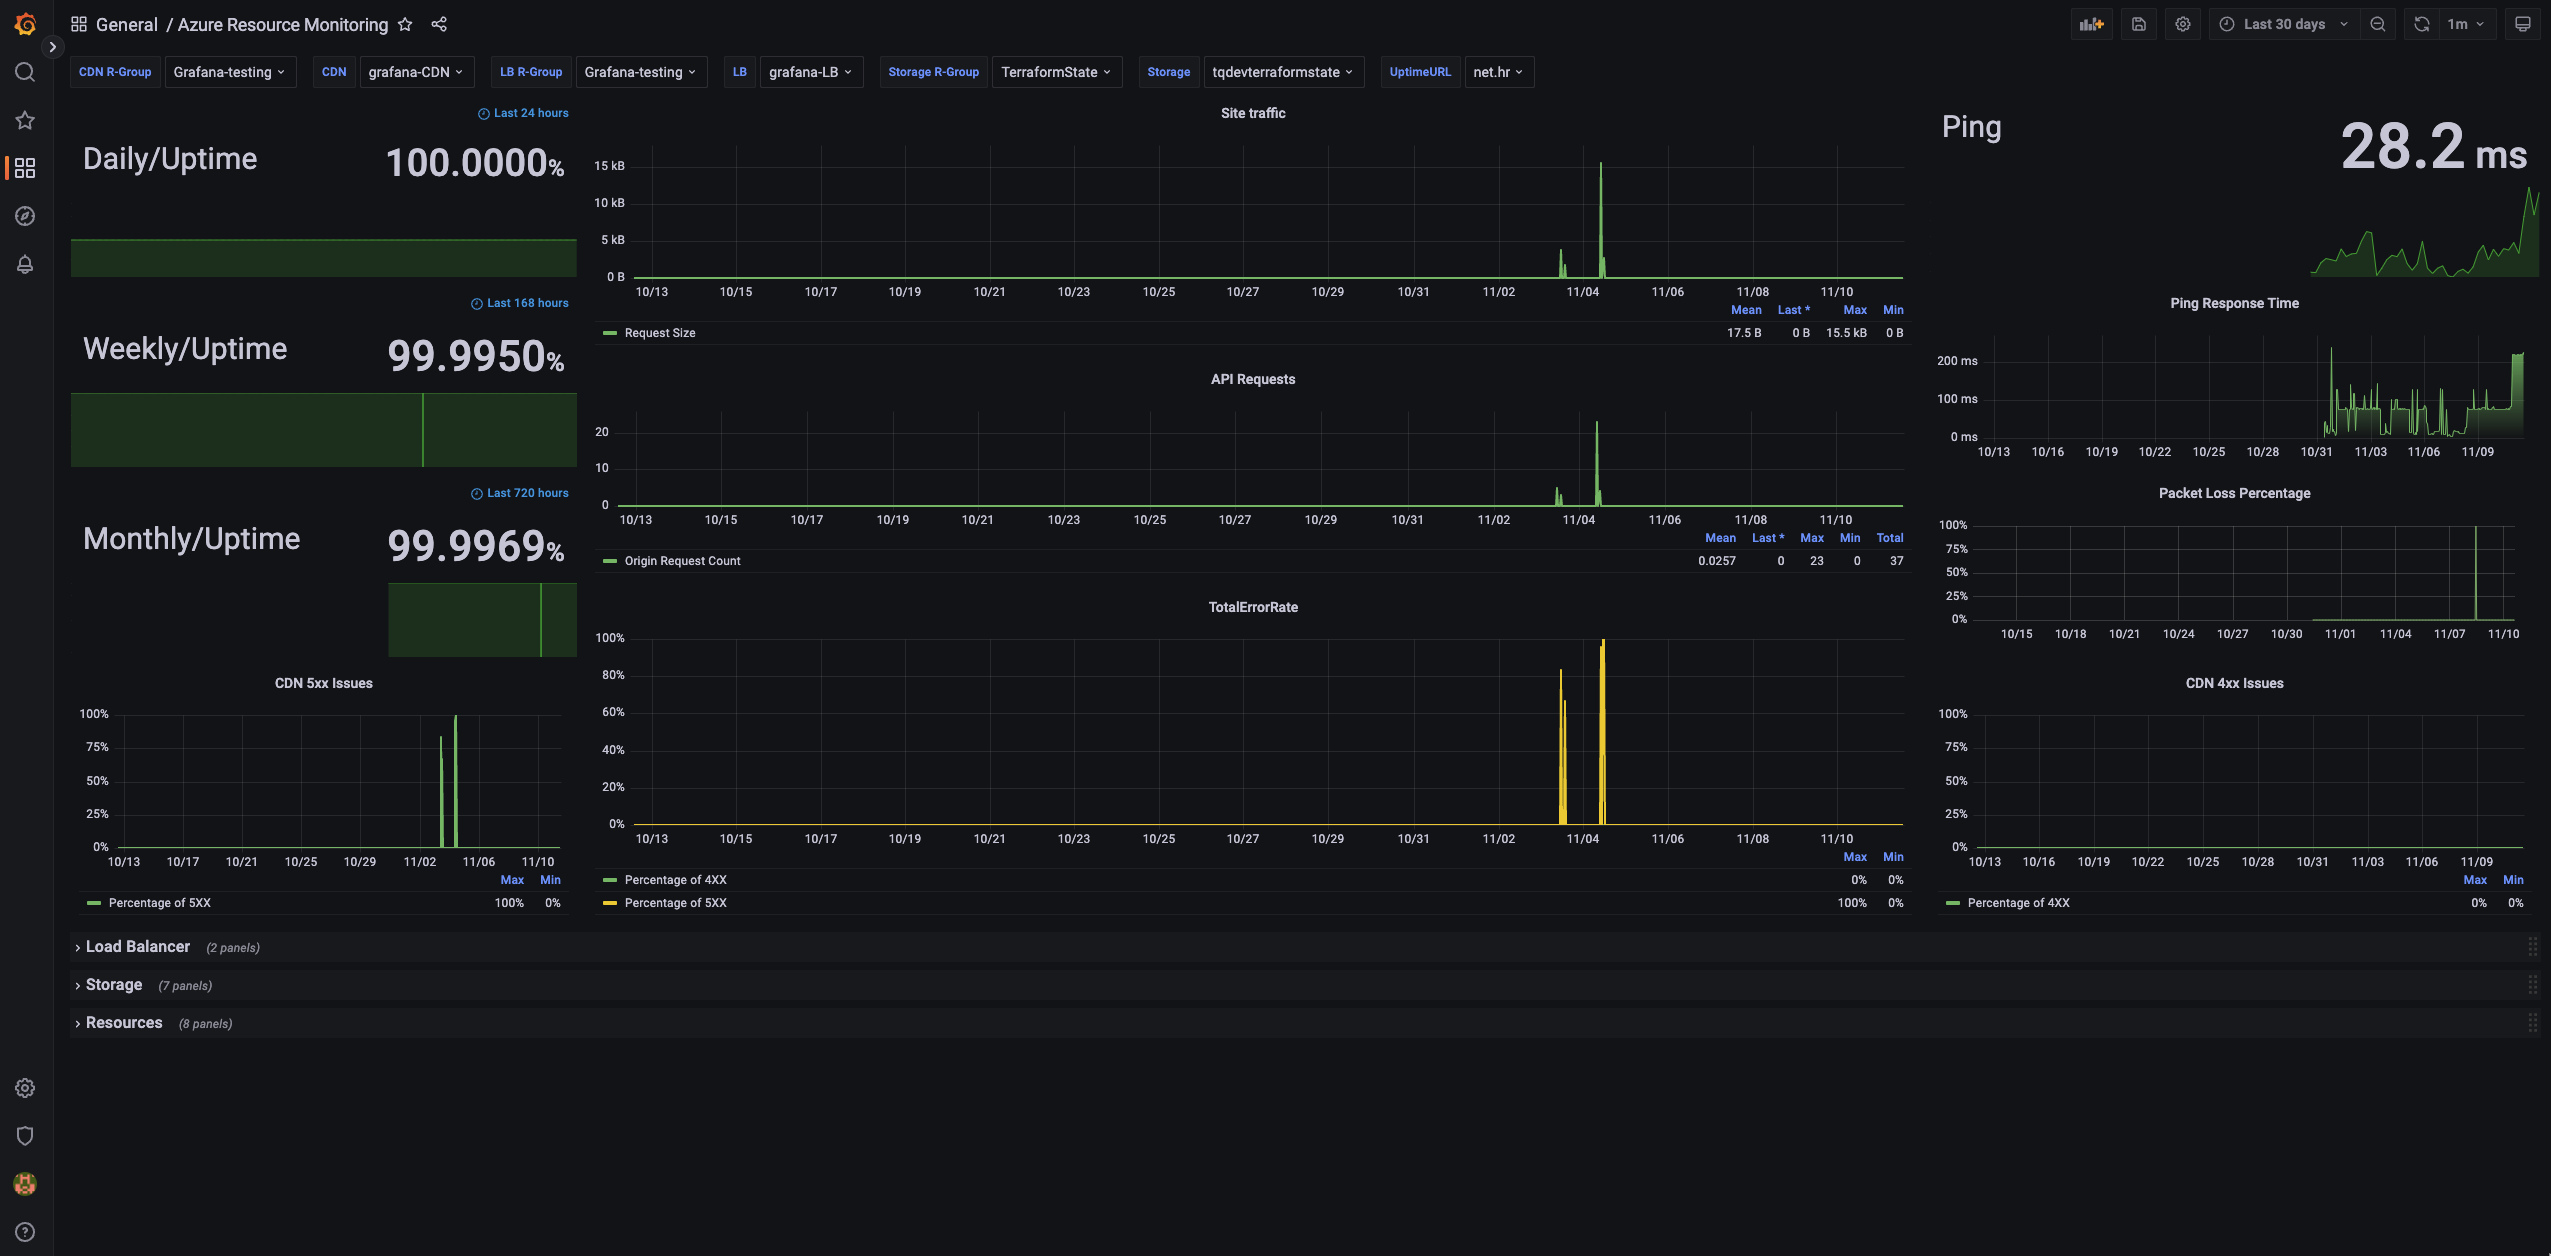 General / Azure Resource Monitoring
Last 30 days
1m
CDN R-Group Grafana-testing CDN grafana-CDN LB R-Group Grafana-testing LB grafana-LB Storage R-Group TerraformState Storage tqdevterraformstate UptimeURL net.hr
Last 24 hours
Daily/Uptime
100.0000%
Last 168 hours
Weekly/Uptime
99.9950%
Last 720 hours
Monthly/Uptime
99.9969%
CDN 5xx Issues
100%
75%
50%
25%
0%
10/13 10/17 10/21 10/25 10/29 11/02 11/06 11/10
Max Min
Percentage of 5XX 100% 0%
Site traffic
15 kB
10 kB
5 kB
0 B
10/13 10/15 10/17 10/19 10/21 10/23 10/25 10/27 10/29 10/31 11/02 11/04 11/06 11/08 11/10
Mean Last * Max Min
Request Size 17.5 B 0 B 15.5 kB 0 B
API Requests
20
10
0
10/13 10/15 10/17 10/19 10/21 10/23 10/25 10/27 10/29 10/31 11/02 11/04 11/06 11/08 11/10
Mean Last * Max Min Total
Origin Request Count 0.0257 0 23 0 37
TotalErrorRate
100%
80%
60%
40%
20%
0%
10/13 10/15 10/17 10/19 10/21 10/23 10/25 10/27 10/29 10/31 11/02 11/04 11/06 11/08 11/10
Max Min
Percentage of 4XX 0% 0%
Percentage of 5XX 100% 0%
Ping
28.2 ms
Ping Response Time
200 ms
100 ms
0 ms
10/13 10/16 10/19 10/22 10/25 10/28 10/31 11/03 11/06 11/09
Packet Loss Percentage
100%
75%
50%
25%
0%
10/15 10/18 10/21 10/24 10/27 10/30 11/01 11/04 11/07 11/10
CDN 4xx Issues
100%
75%
50%
25%
0%
10/13 10/16 10/19 10/22 10/25 10/28 10/31 11/03 11/06 11/09
Max Min
Percentage of 4XX 0% 0%
Load Balancer (2 panels)
Storage (7 panels)
Resources (8 panels)